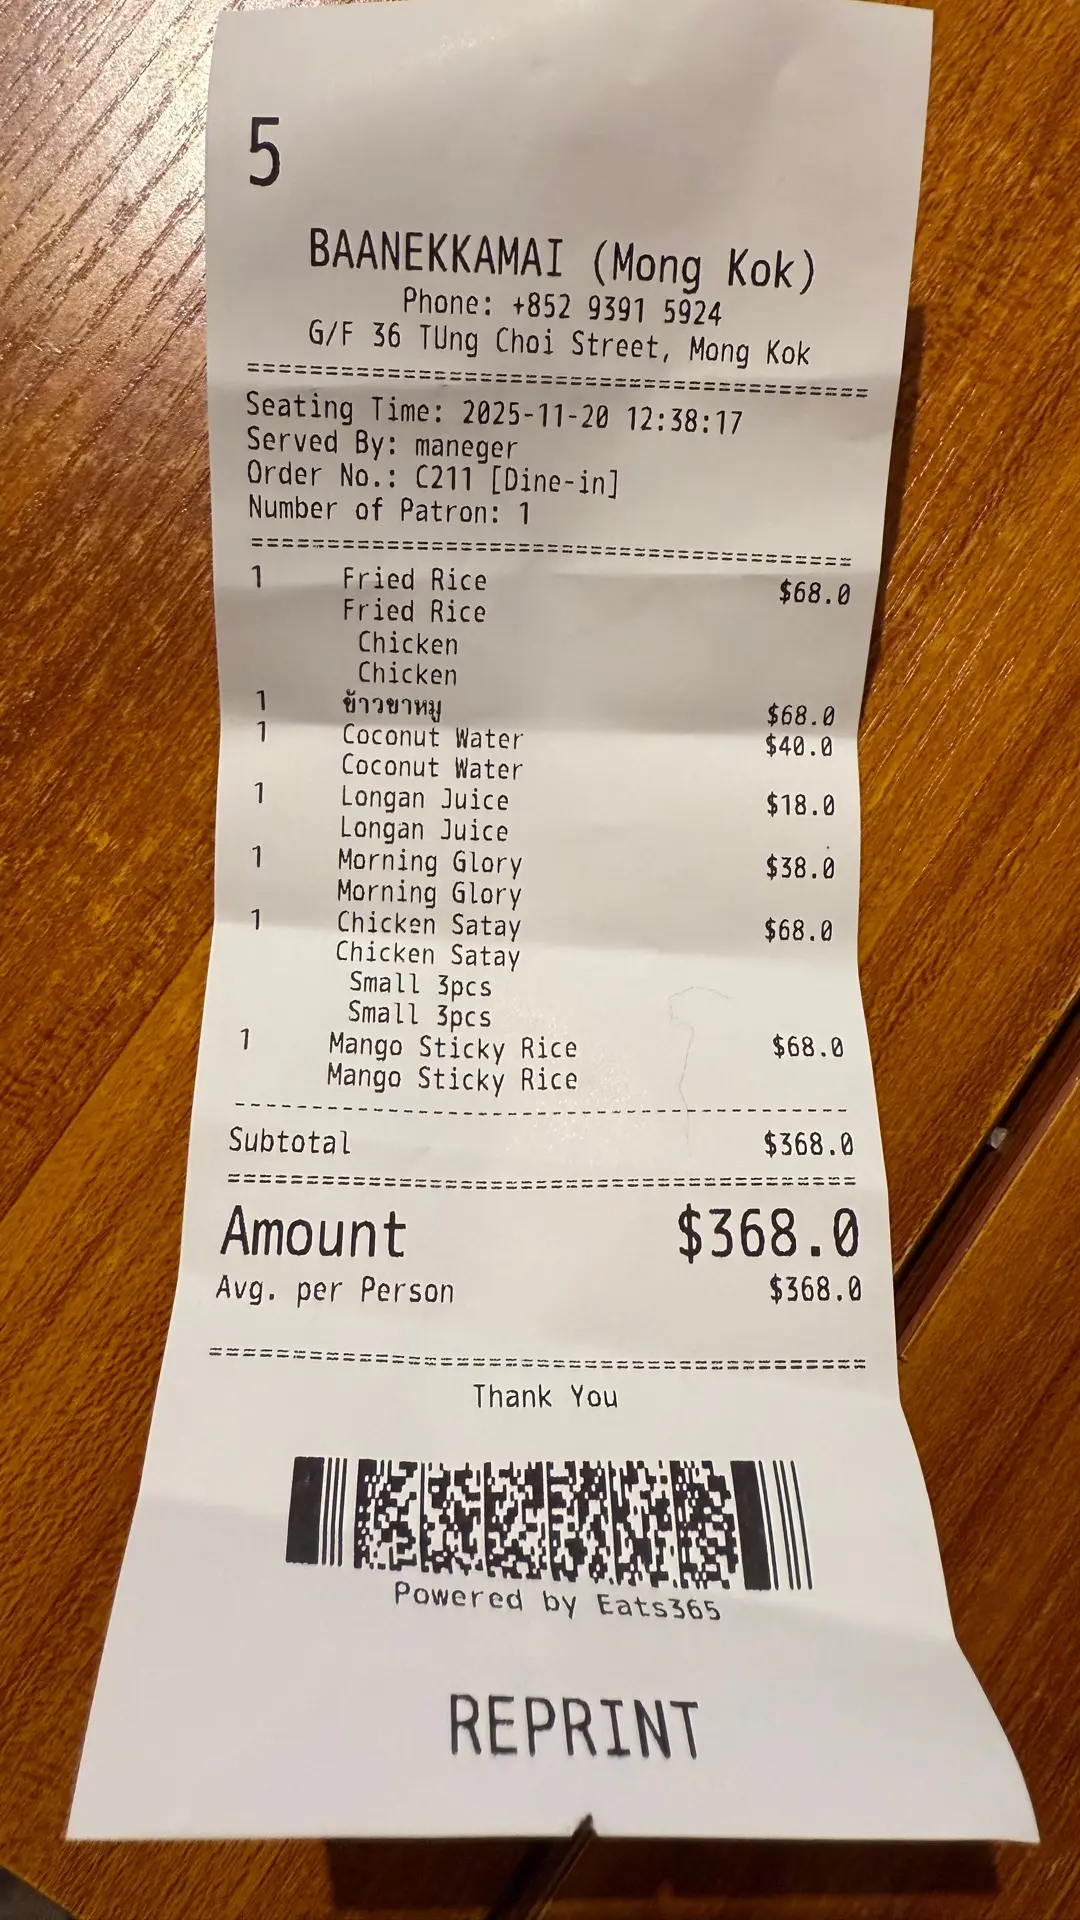 5
BAANEKKAMAI (Mong Kok)
Phone: +852 9391 5924
G/F 36 TUng Choi Street, Mong Kok
Seating Time: 2025-11-20 12:38:17
Served By: maneger
Order No.: C211 [Dine-in]
Number of Patron: 1
1 Fried Rice $68.0
Fried Rice
Chicken
Chicken
1 ข้าวขาหมู $68.0
1 Coconut Water $40.0
Coconut Water
1 Longan Juice $18.0
Longan Juice
1 Morning Glory $38.0
Morning Glory
1 Chicken Satay $68.0
Chicken Satay
Small 3pcs
Small 3pcs
1 Mango Sticky Rice $68.0
Mango Sticky Rice
Subtotal $368.0
Amount $368.0
Avg. per Person $368.0
Thank You
Powered by Eats365
REPRINT